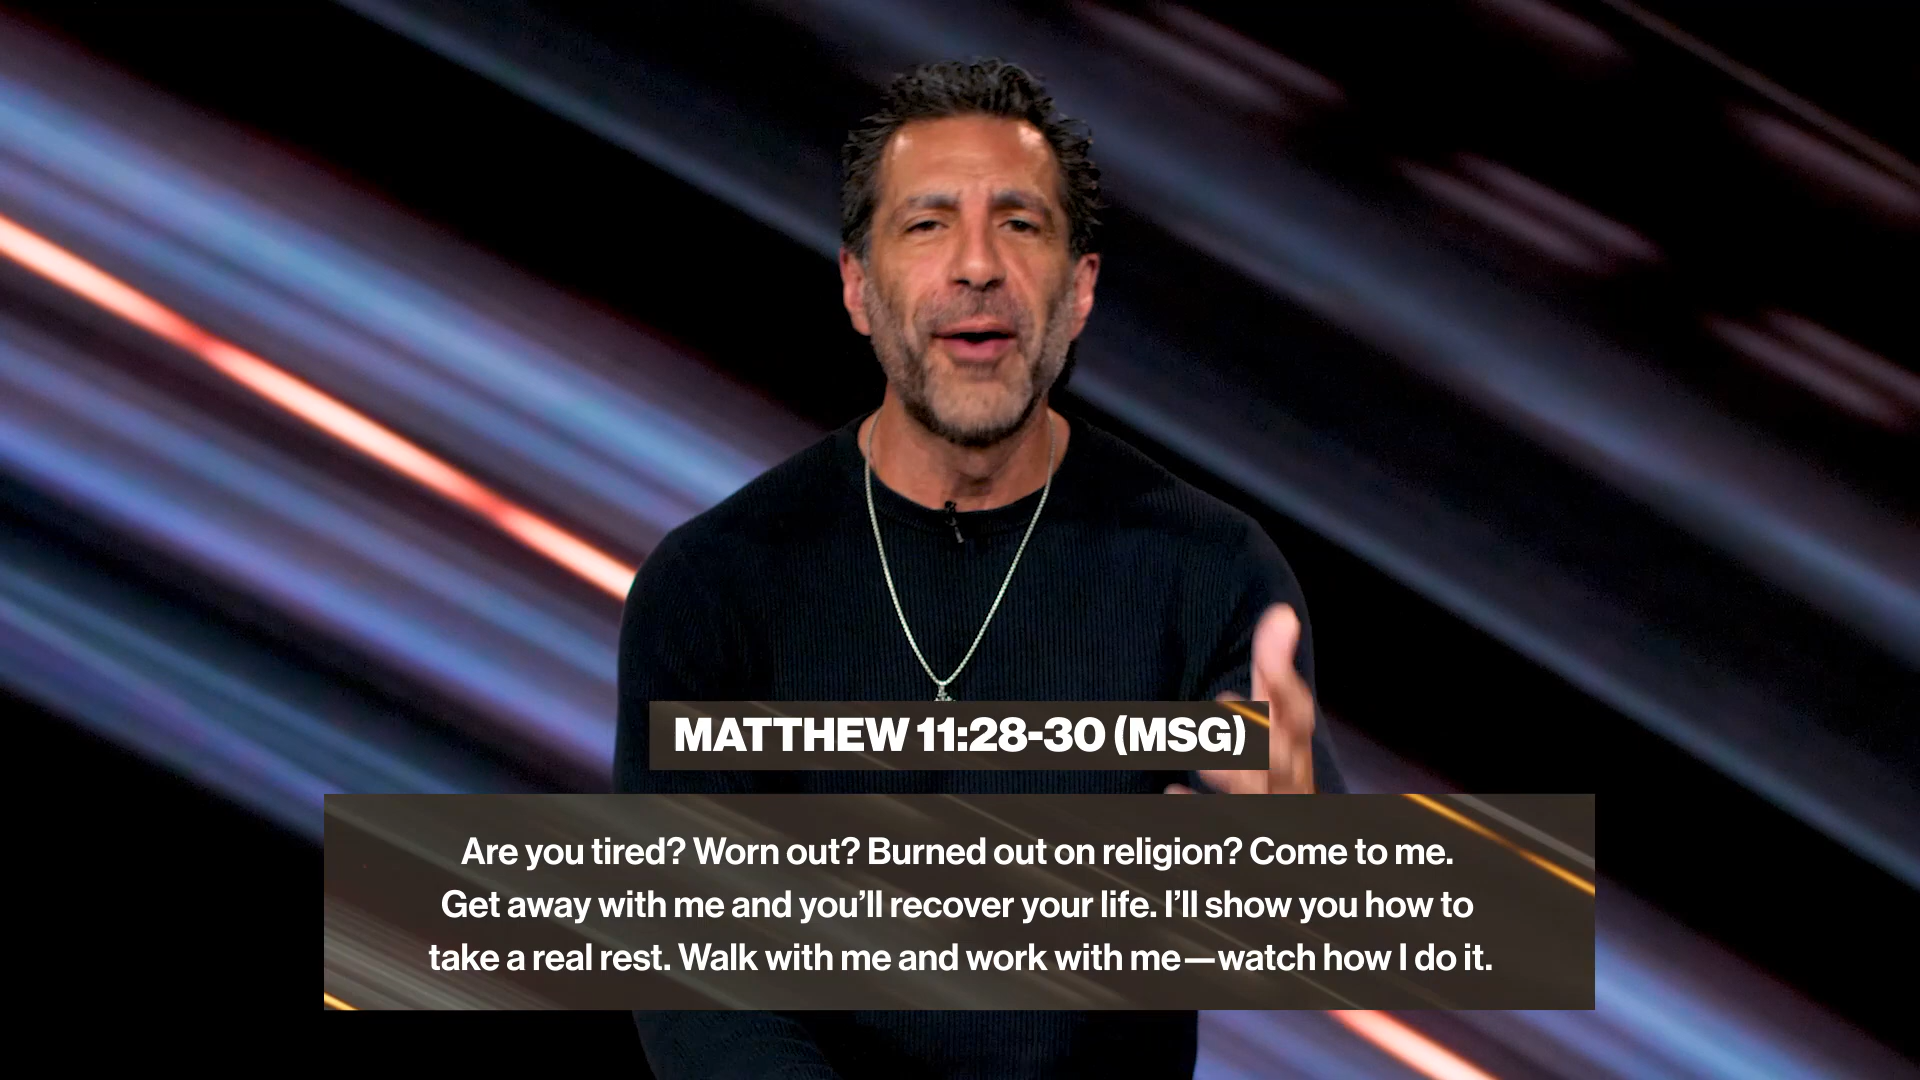 MATTHEW 11:28-30 (MSG)
Are you tired? Worn out? Burned out on religion? Come to me.
Get away with me and you’ll recover your life. I’ll show you how to
take a real rest. Walk with me and work with me—watch how I do it.